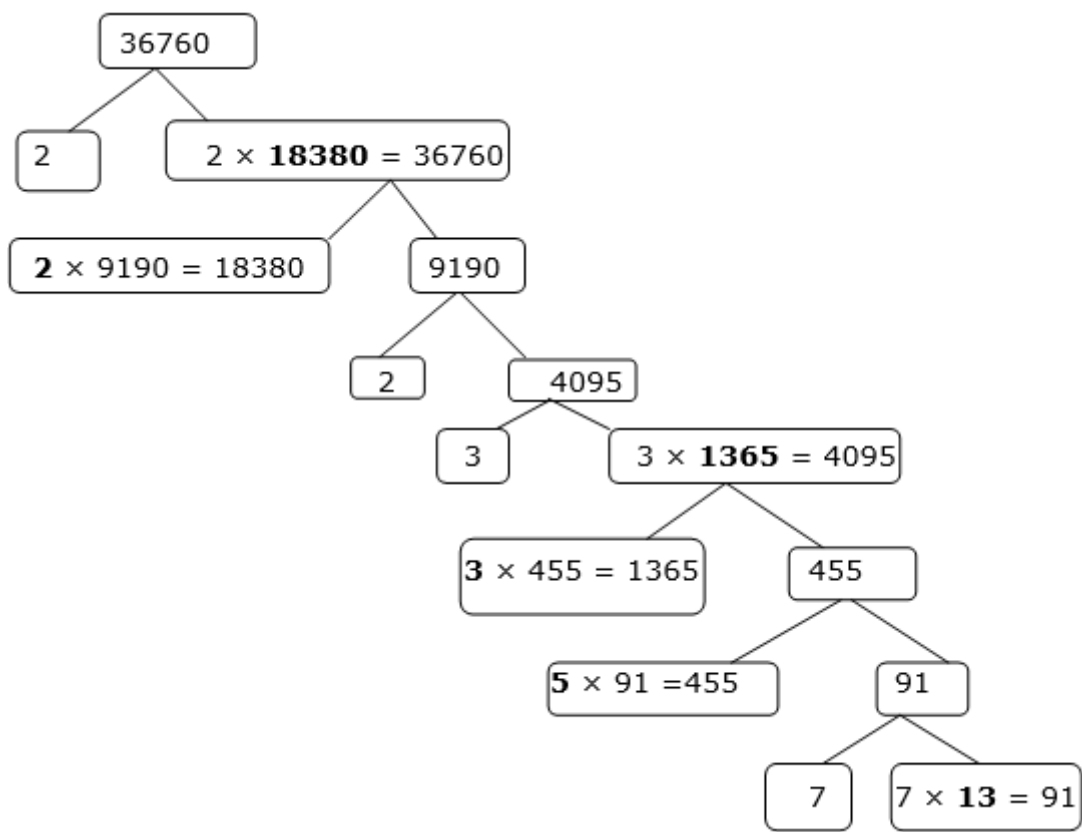 36760
2
2 × 18380 = 36760
2 × 9190 = 18380
9190
2
4095
3
3 × 1365 = 4095
3 × 455 = 1365
455
5 × 91 =455
91
7
7 × 13 = 91